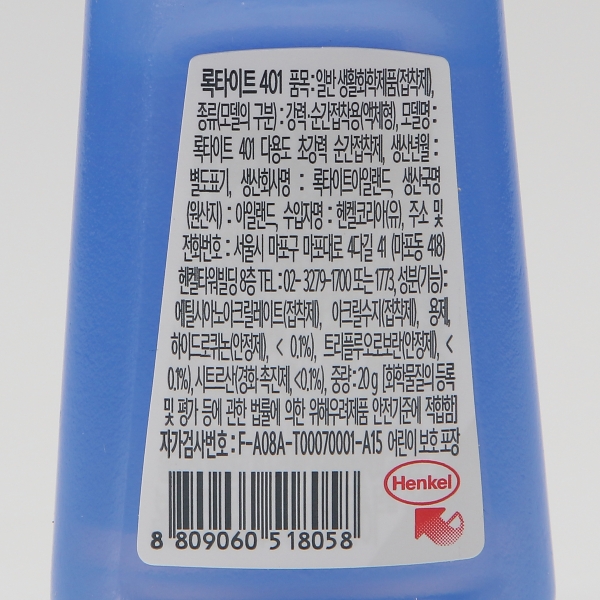 록타이트 401 품목 : 일반 생활화학제품(접착제),
종류(모델의 구분) : 강력·순간접착용(액체형), 모델명 :
록타이트 401 다용도 초강력 순간접착제, 생산년월 :
별도표기, 생산회사명 : 록타이트아일랜드, 생산국명
(원산지) : 아일랜드, 수입자명 : 헨켈코리아(유), 주소 및
전화번호 : 서울시 마포구 마포대로 4다길 41 (마포동 418)
헨켈타워빌딩 8층 TEL : 02-3279-1700 또는 1773, 성분(기능) :
에틸시아노아크릴레이트(접착제), 아크릴수지(접착제), 용제,
하이드로퀴논(안정제), < 0.1%), 트리플루오로보란(안정제), <
0.1%), 시트르산(경화 촉진제, <0.1%), 중량 : 20g [화학물질의 등록
및 평가 등에 관한 법률에 의한 위해우려제품 안전기준에 적합함]
자가검사번호 : F-A08A-T00070001-A15 어린이 보호 포장
Henkel
8 809060 518058